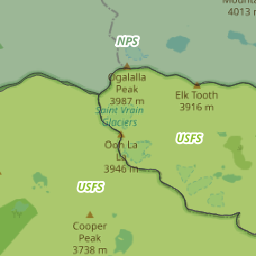 Mount
4013 m
NPS
Ogalalla
Peak
3987 m
Elk Tooth
3916 m
Saint Vrain
Glaciers
USFS
Ooh La
La
3946 m
USFS
Cooper
Peak
3738 m